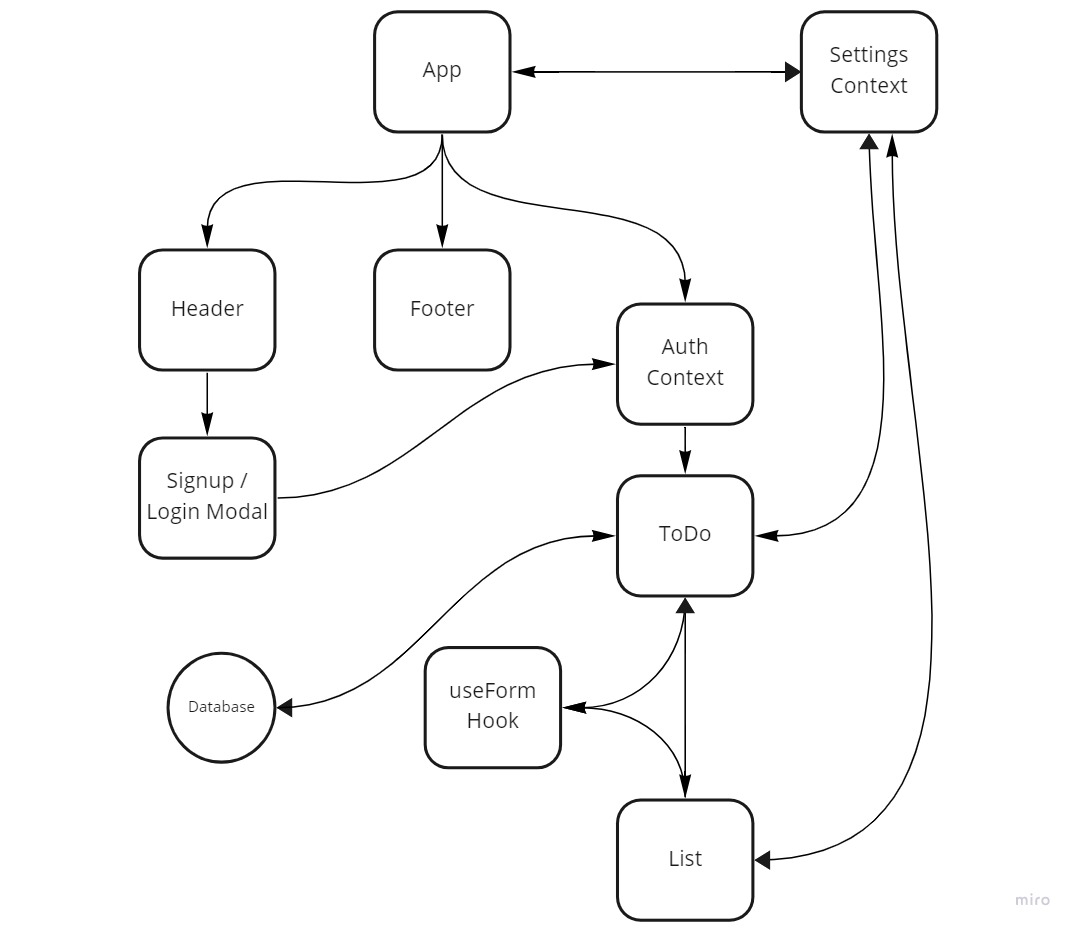 App
Settings
Context
Header
Footer
Auth
Context
Signup /
Login Modal
ToDo
Database
useForm
Hook
List
miro